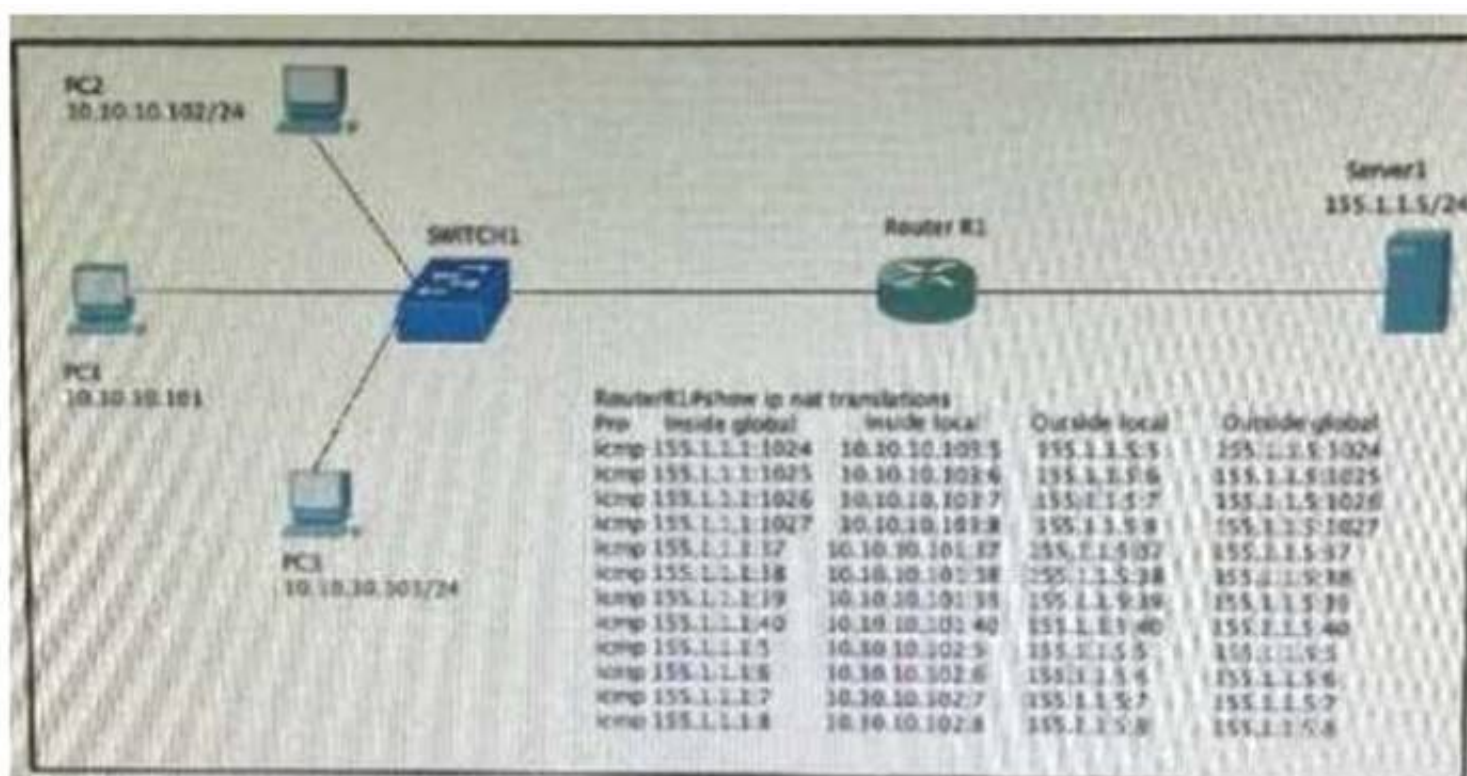 PC2
10.10.10.102/24
SWITCH1
Router R1
Server1
155.1.1.5/24
10.10.10.101
RouterR1#show ip nat translations
Pro Inside global Inside local Outside local Outside global
icmp 155.1.1.1:1024 10.10.10.103:5 155.1.1.5:5 155.1.1.5:1024
icmp 155.1.1.1:1025 10.10.10.103:6 155.1.1.5:6 155.1.1.5:1025
icmp 155.1.1.1:1026 10.10.10.103:7 155.1.1.5:7 155.1.1.5:1026
icmp 155.1.1.1:1027 10.10.10.103:8 155.1.1.5:8 155.1.1.5:1027
icmp 155.1.1.1:37 10.10.10.101:37 155.1.1.5:37 155.1.1.5:37
icmp 155.1.1.1:38 10.10.10.101:38 155.1.1.5:38 155.1.1.5:38
icmp 155.1.1.1:39 10.10.10.101:39 155.1.1.5:39 155.1.1.5:39
icmp 155.1.1.1:40 10.10.10.101:40 155.1.1.5:40 155.1.1.5:40
icmp 155.1.1.1:5 10.10.10.102:5 155.1.1.5:5 155.1.1.5:5
icmp 155.1.1.1:6 10.10.10.102:6 155.1.1.5:6 155.1.1.5:6
icmp 155.1.1.1:7 10.10.10.102:7 155.1.1.5:7 155.1.1.5:7
icmp 155.1.1.1:8 10.10.10.102:8 155.1.1.5:8 155.1.1.5:8
10.10.10.103/24